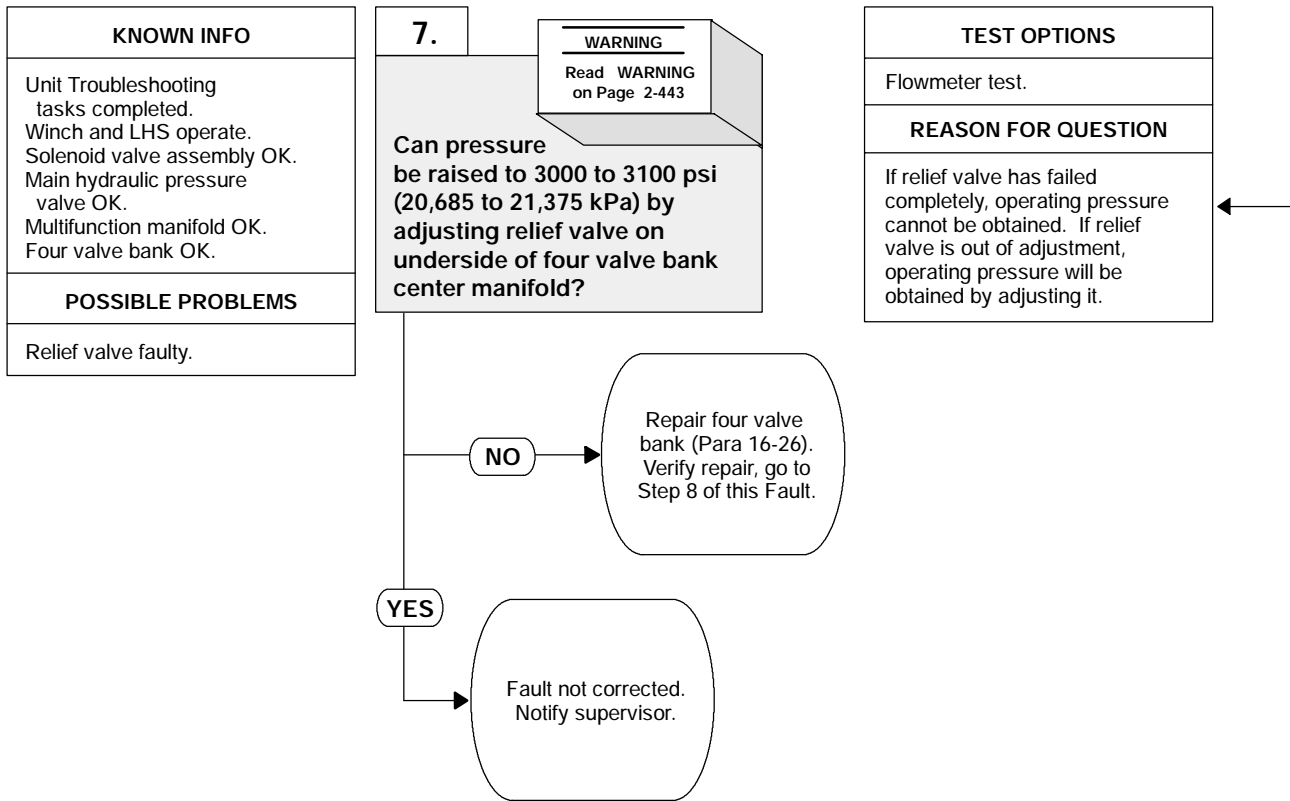 KNOWN INFO
Unit Troubleshooting
tasks completed.
Winch and LHS operate.
Solenoid valve assembly OK.
Main hydraulic pressure
valve OK.
Multifunction manifold OK.
Four valve bank OK.
POSSIBLE PROBLEMS
Relief valve faulty.
7.
WARNING
Read WARNING
on Page 2-443
Can pressure
be raised to 3000 to 3100 psi
(20,685 to 21,375 kPa) by
adjusting relief valve on
underside of four valve bank
center manifold?
TEST OPTIONS
Flowmeter test.
REASON FOR QUESTION
If relief valve has failed
completely, operating pressure
cannot be obtained. If relief
valve is out of adjustment,
operating pressure will be
obtained by adjusting it.
NO
Repair four valve
bank (Para 16-26).
Verify repair, go to
Step 8 of this Fault.
YES
Fault not corrected.
Notify supervisor.